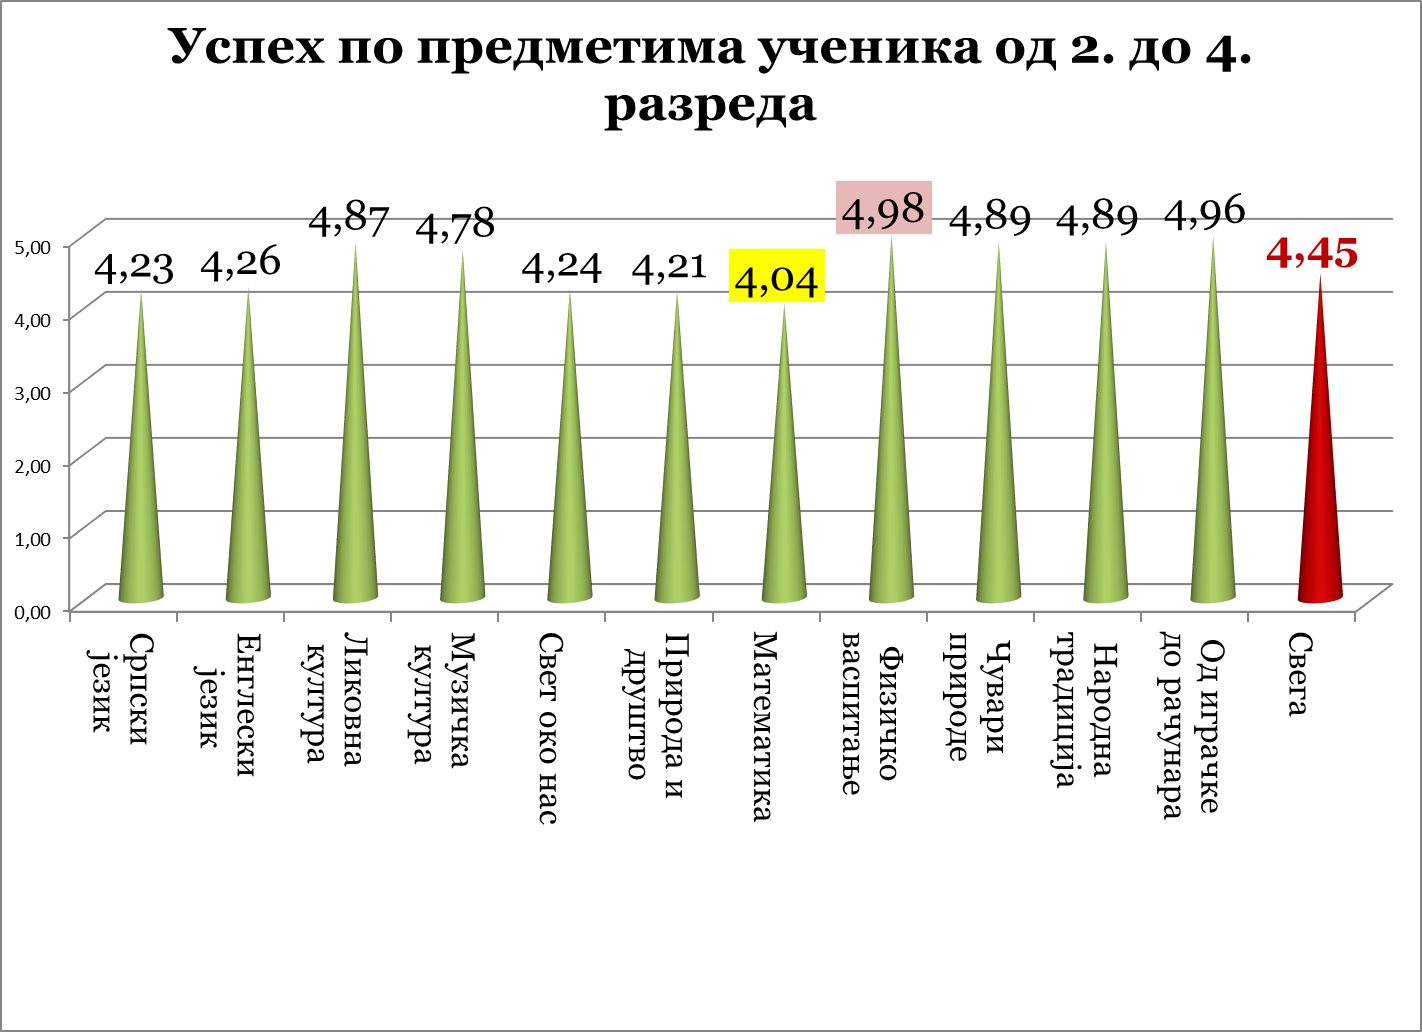 Успех по предметима ученика од 2. до 4.
разреда
5,00
4,00
3,00
2,00
1,00
0,00
4,23
4,26
4,87
4,78
4,24
4,21
4,04
4,98
4,89
4,89
4,96
4,45
Српски
језик
Енглески
језик
Ликовна
култура
Музичка
култура
Свет око нас
Природа и
друштво
Математика
Физичко
васпитање
Чувари
природе
Народна
традиција
Од играчке
до рачунара
Свега